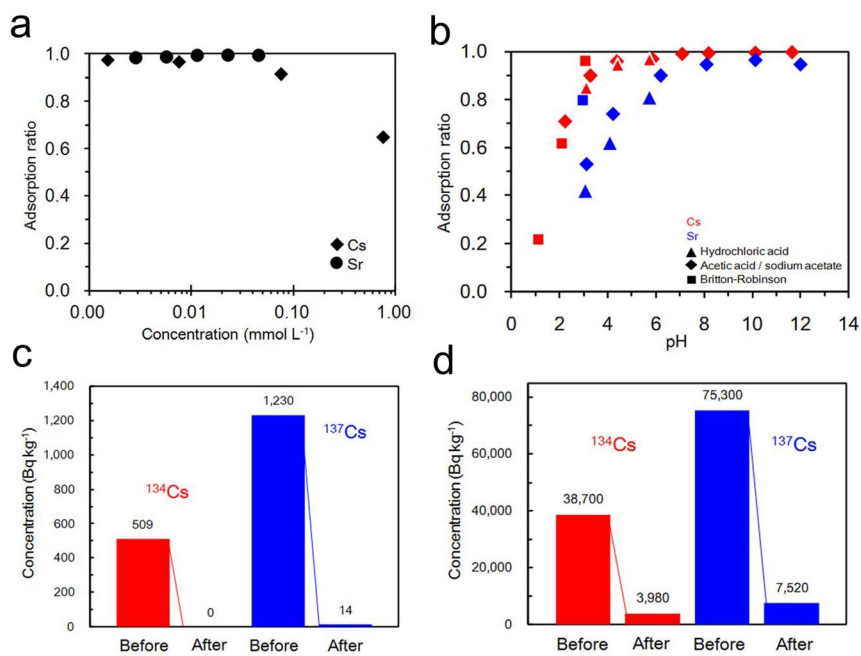 a
Adsorption ratio
1.0
0.8
0.6
0.4
0.2
0.0
Cs
Sr
0.00
0.01
0.10
1.00
Concentration (mmol L-1)
b
Adsorption ratio
1.0
0.8
0.6
0.4
0.2
0.0
Cs
Sr
Hydrochloric acid
Acetic acid / sodium acetate
Britton-Robinson
0 2 4 6 8 10 12 14
pH
c
Concentration (Bq kg-1)
1,400
1,200
1,000
800
600
400
200
0
1,230
137Cs
134Cs
509
0
14
Before After Before After
d
Concentration (Bq kg-1)
80,000
60,000
40,000
20,000
0
75,300
134Cs
137Cs
38,700
3,980
7,520
Before After Before After